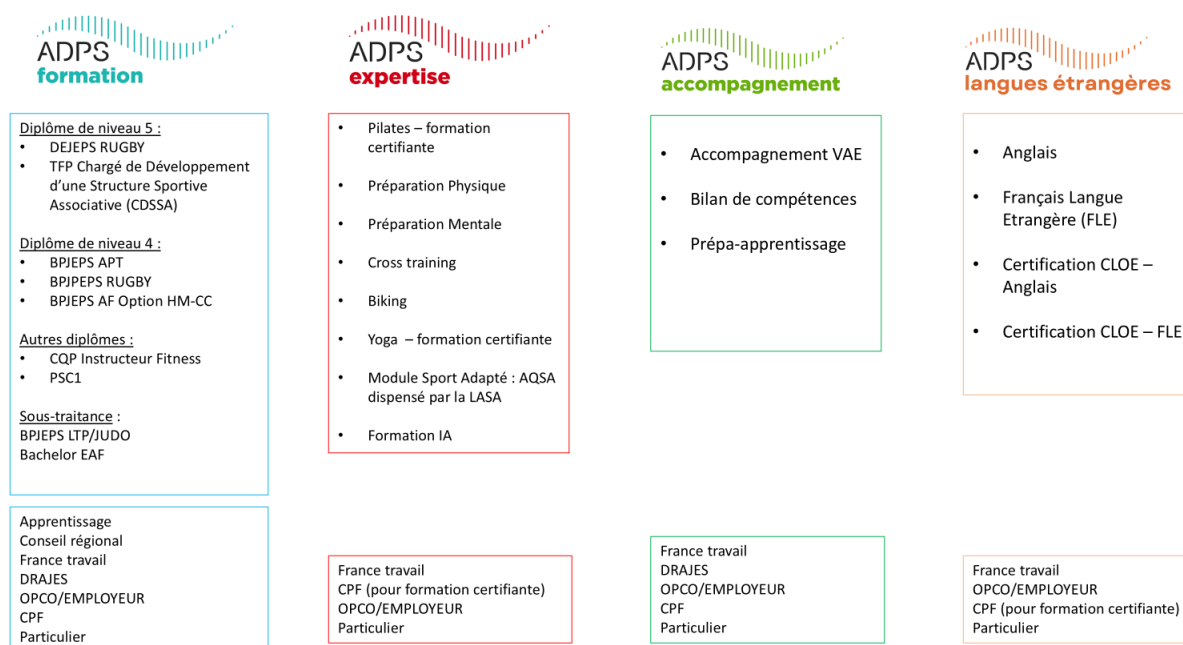 ADPS
formation
Diplôme de niveau 5 :
• DEJEPS RUGBY
• TFP Chargé de Développement
d'une Structure Sportive
Associative (CDSSA)
Diplôme de niveau 4 :
• BPJEPS APT
• BPJPEPS RUGBY
• BPJEPS AF Option HM-CC
Autres diplômes :
• CQP Instructeur Fitness
• PSC1
Sous-traitance :
BPJEPS LTP/JUDO
Bachelor EAF
Apprentissage
Conseil régional
France travail
DRAJES
OPCO/EMPLOYEUR
CPF
Particulier
ADPS
expertise
• Pilates – formation
certifiante
• Préparation Physique
• Préparation Mentale
• Cross training
• Biking
• Yoga – formation certifiante
• Module Sport Adapté : AQSA
dispensé par la LASA
• Formation IA
France travail
CPF (pour formation certifiante)
OPCO/EMPLOYEUR
Particulier
ADPS
accompagnement
• Accompagnement VAE
• Bilan de compétences
• Prépa-apprentissage
France travail
DRAJES
OPCO/EMPLOYEUR
CPF
Particulier
ADPS
langues étrangères
• Anglais
• Français Langue
Etrangère (FLE)
• Certification CLOE –
Anglais
• Certification CLOE – FLE
France travail
OPCO/EMPLOYEUR
CPF (pour formation certifiante)
Particulier